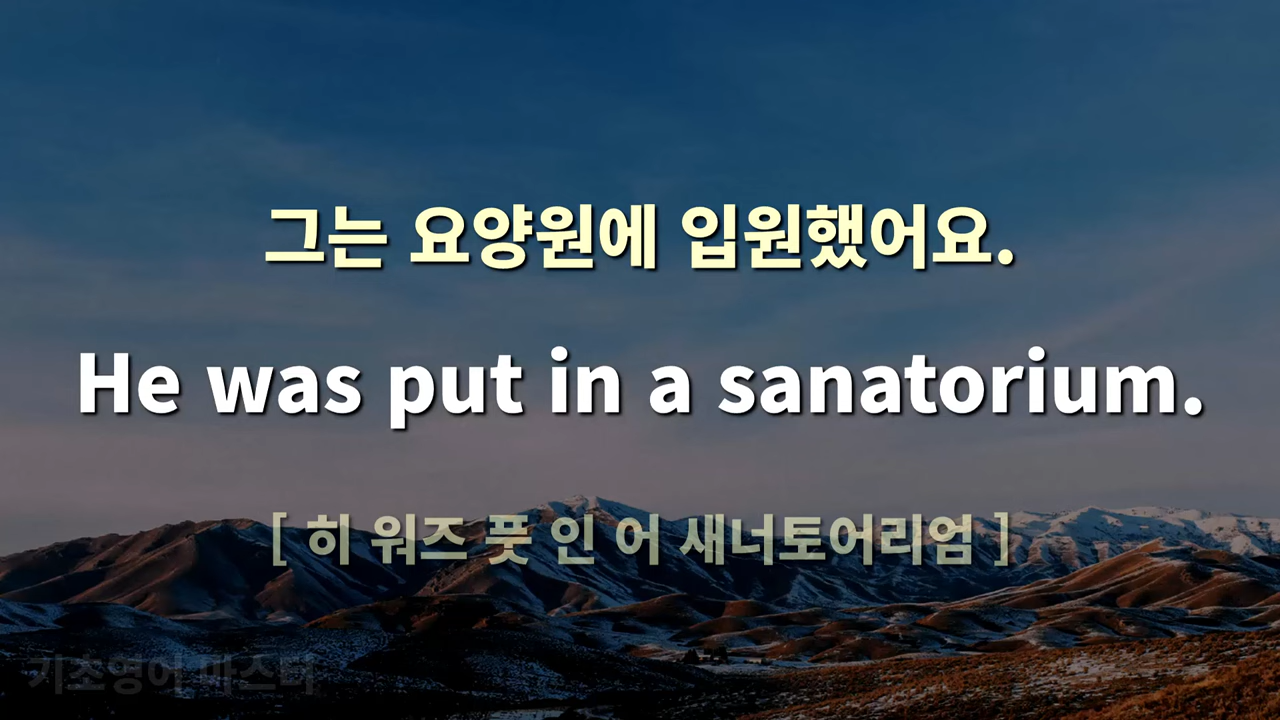 그는 요양원에 입원했어요.
He was put in a sanatorium.
[ 히 워즈 풋 인 어 새너토어리엄 ]
기초영어 마스터